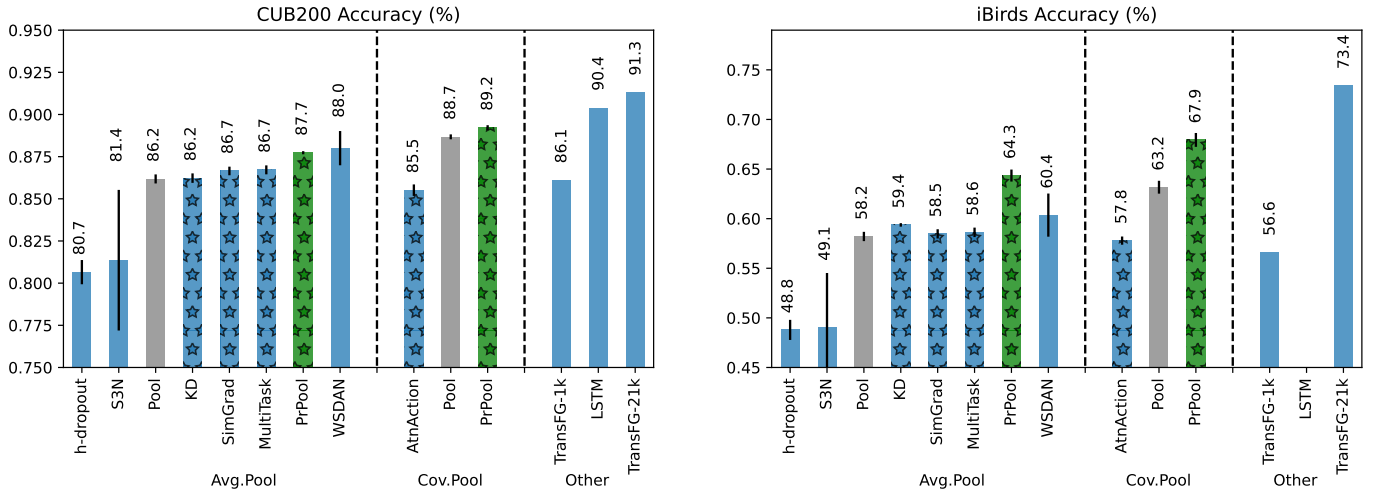 CUB200 Accuracy (%)
0.950
0.925
0.900
0.875
0.850
0.825
0.800
0.775
0.750
80.7
81.4
86.2
86.2
86.7
86.7
87.7
88.0
85.5
88.7
89.2
86.1
90.4
91.3
h-dropout
S3N
Pool
KD
SimGrad
MultiTask
PrPool
WSDAN
AtnAction
Pool
PrPool
TransFG-1k
LSTM
TransFG-21k
Avg.Pool
Cov.Pool
Other
iBirds Accuracy (%)
0.75
0.70
0.65
0.60
0.55
0.50
0.45
48.8
49.1
58.2
59.4
58.5
58.6
64.3
60.4
57.8
63.2
67.9
56.6
73.4
h-dropout
S3N
Pool
KD
SimGrad
MultiTask
PrPool
WSDAN
AtnAction
Pool
PrPool
TransFG-1k
LSTM
TransFG-21k
Avg.Pool
Cov.Pool
Other